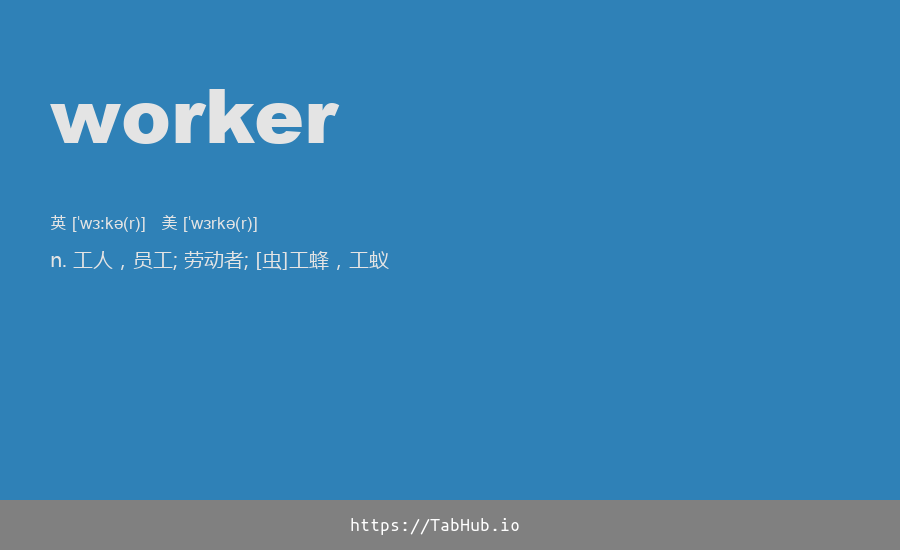 worker
英 [ˈwɜːkə(r)] 美 [ˈwɜrkə(r)]
n. 工人，员工; 劳动者; [虫]工蜂，工蚁
https://TabHub.io